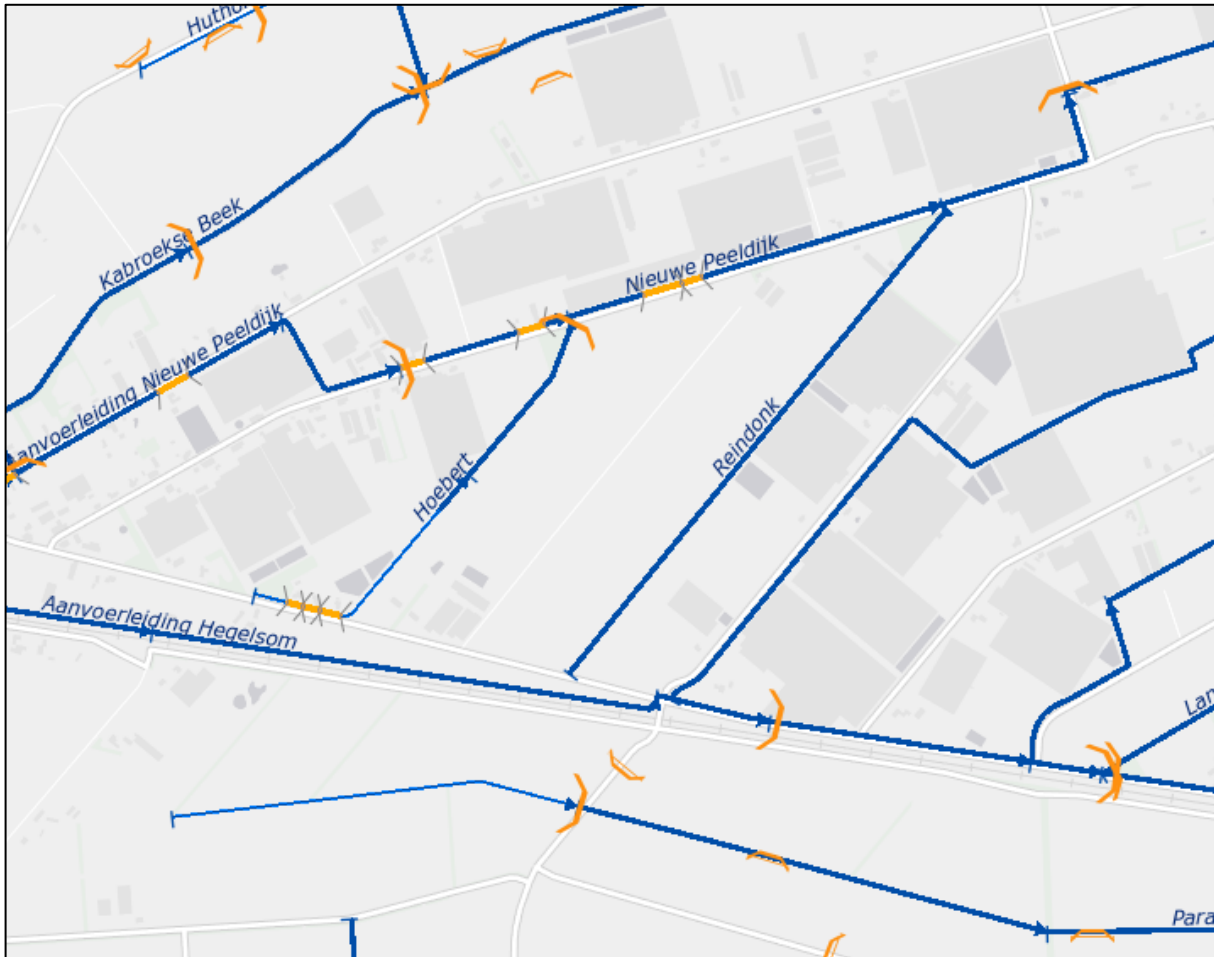 Kabroekse Beek
Nieuwe Peeldijk
Aanvoerleiding Nieuwe Peeldijk
Hoebert
Reindonk
Aanvoerleiding Hegelsom